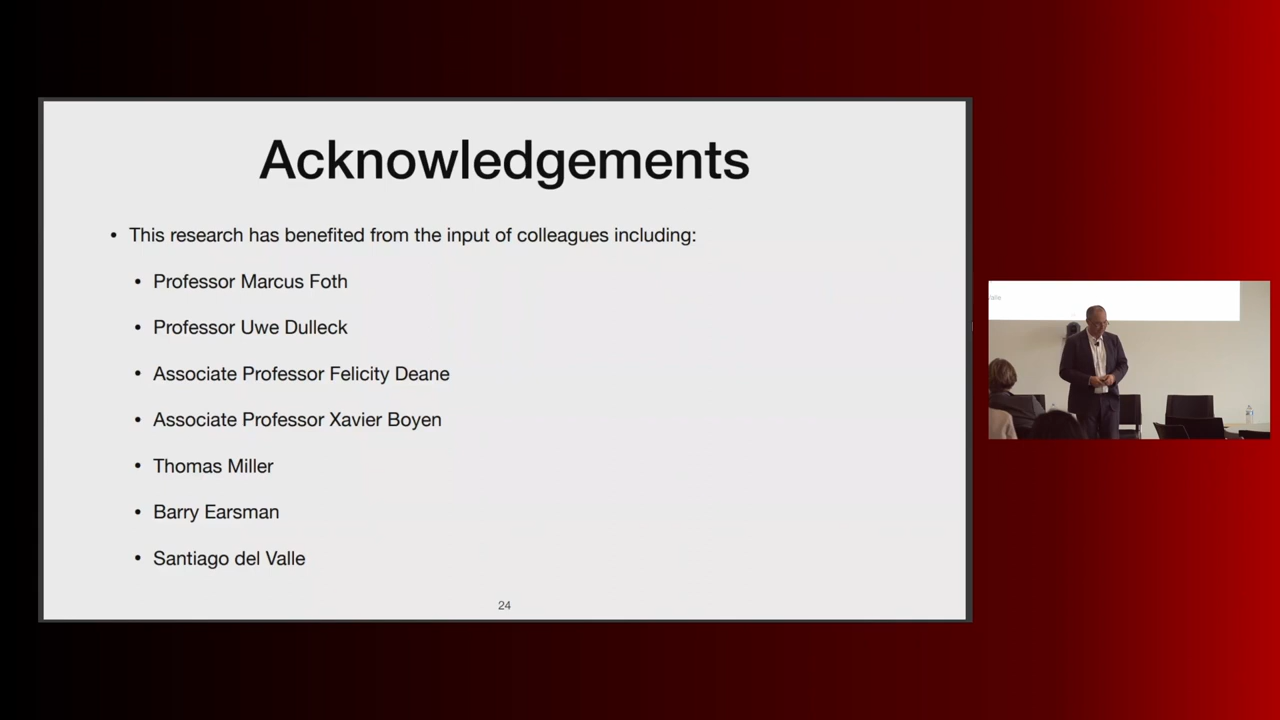 Acknowledgements
• This research has benefited from the input of colleagues including:
• Professor Marcus Foth
• Professor Uwe Dulleck
• Associate Professor Felicity Deane
• Associate Professor Xavier Boyen
• Thomas Miller
• Barry Earsman
• Santiago del Valle
24